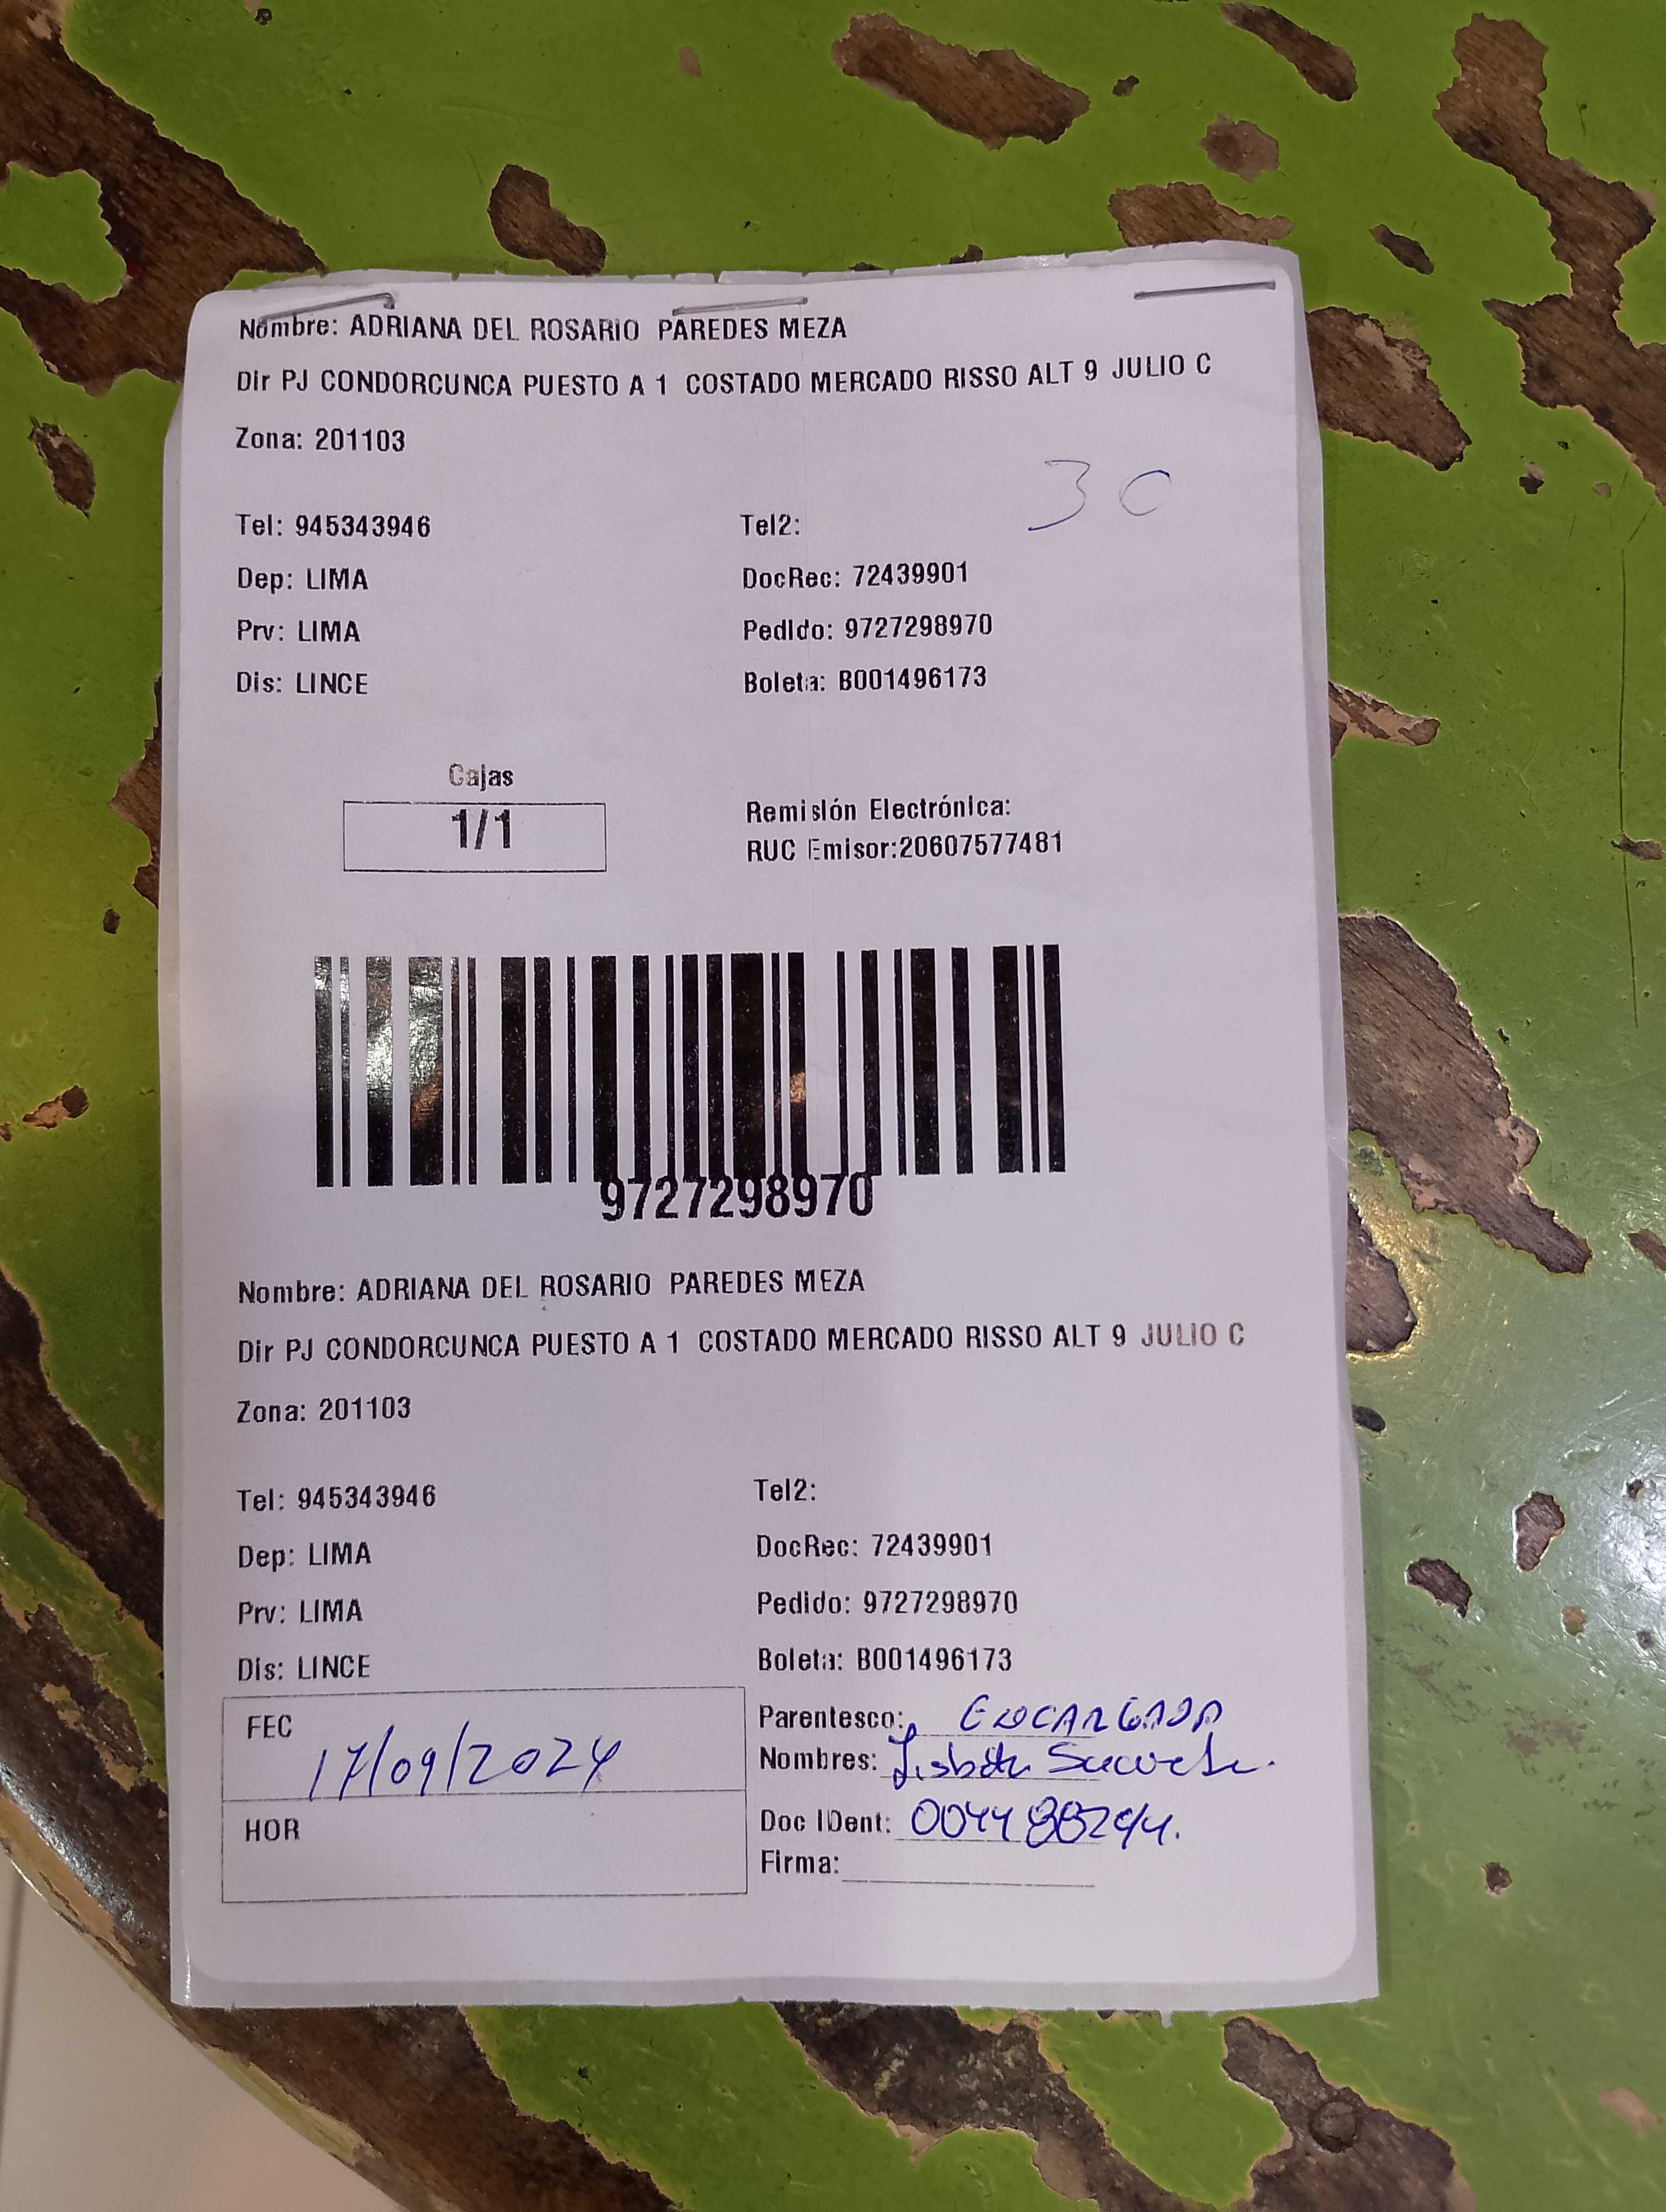 Nombre: ADRIANA DEL ROSARIO PAREDES MEZA
Dir PJ CONDORCUNCA PUESTO A 1 COSTADO MERCADO RISSO ALT 9 JULIO C
Zona: 201103
3 C
Tel: 945343946 Tel2:
Dep: LIMA DocRec: 72439901
Prv: LIMA Pedido: 9727298970
Dis: LINCE Boleta: B001496173
Cajas
1/1
Remisión Electrónica:
RUC Emisor:20607577481
9727298970
Nombre: ADRIANA DEL ROSARIO PAREDES MEZA
Dir PJ CONDORCUNCA PUESTO A 1 COSTADO MERCADO RISSO ALT 9 JULIO C
Zona: 201103
Tel: 945343946 Tel2:
Dep: LIMA DocRec: 72439901
Prv: LIMA Pedido: 9727298970
Dis: LINCE Boleta: B001496173
FEC 17/09/2024
HOR
Parentesco: ENCARGADA
Nombres: Lisbeth
Doc IDent:
Firma: